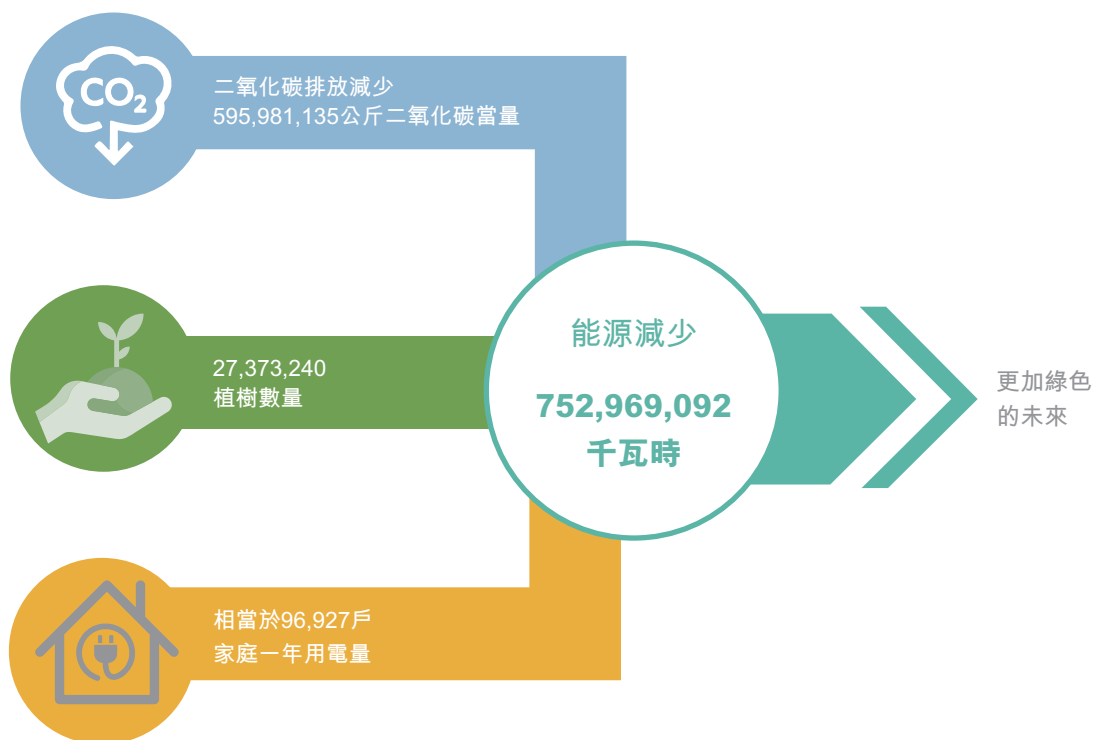 CO2
二氧化碳排放減少
595,981,135公斤二氧化碳當量
27,373,240
植樹數量
相當於96,927戶
家庭一年用電量
能源減少
752,969,092
千瓦時
更加綠色
的未來